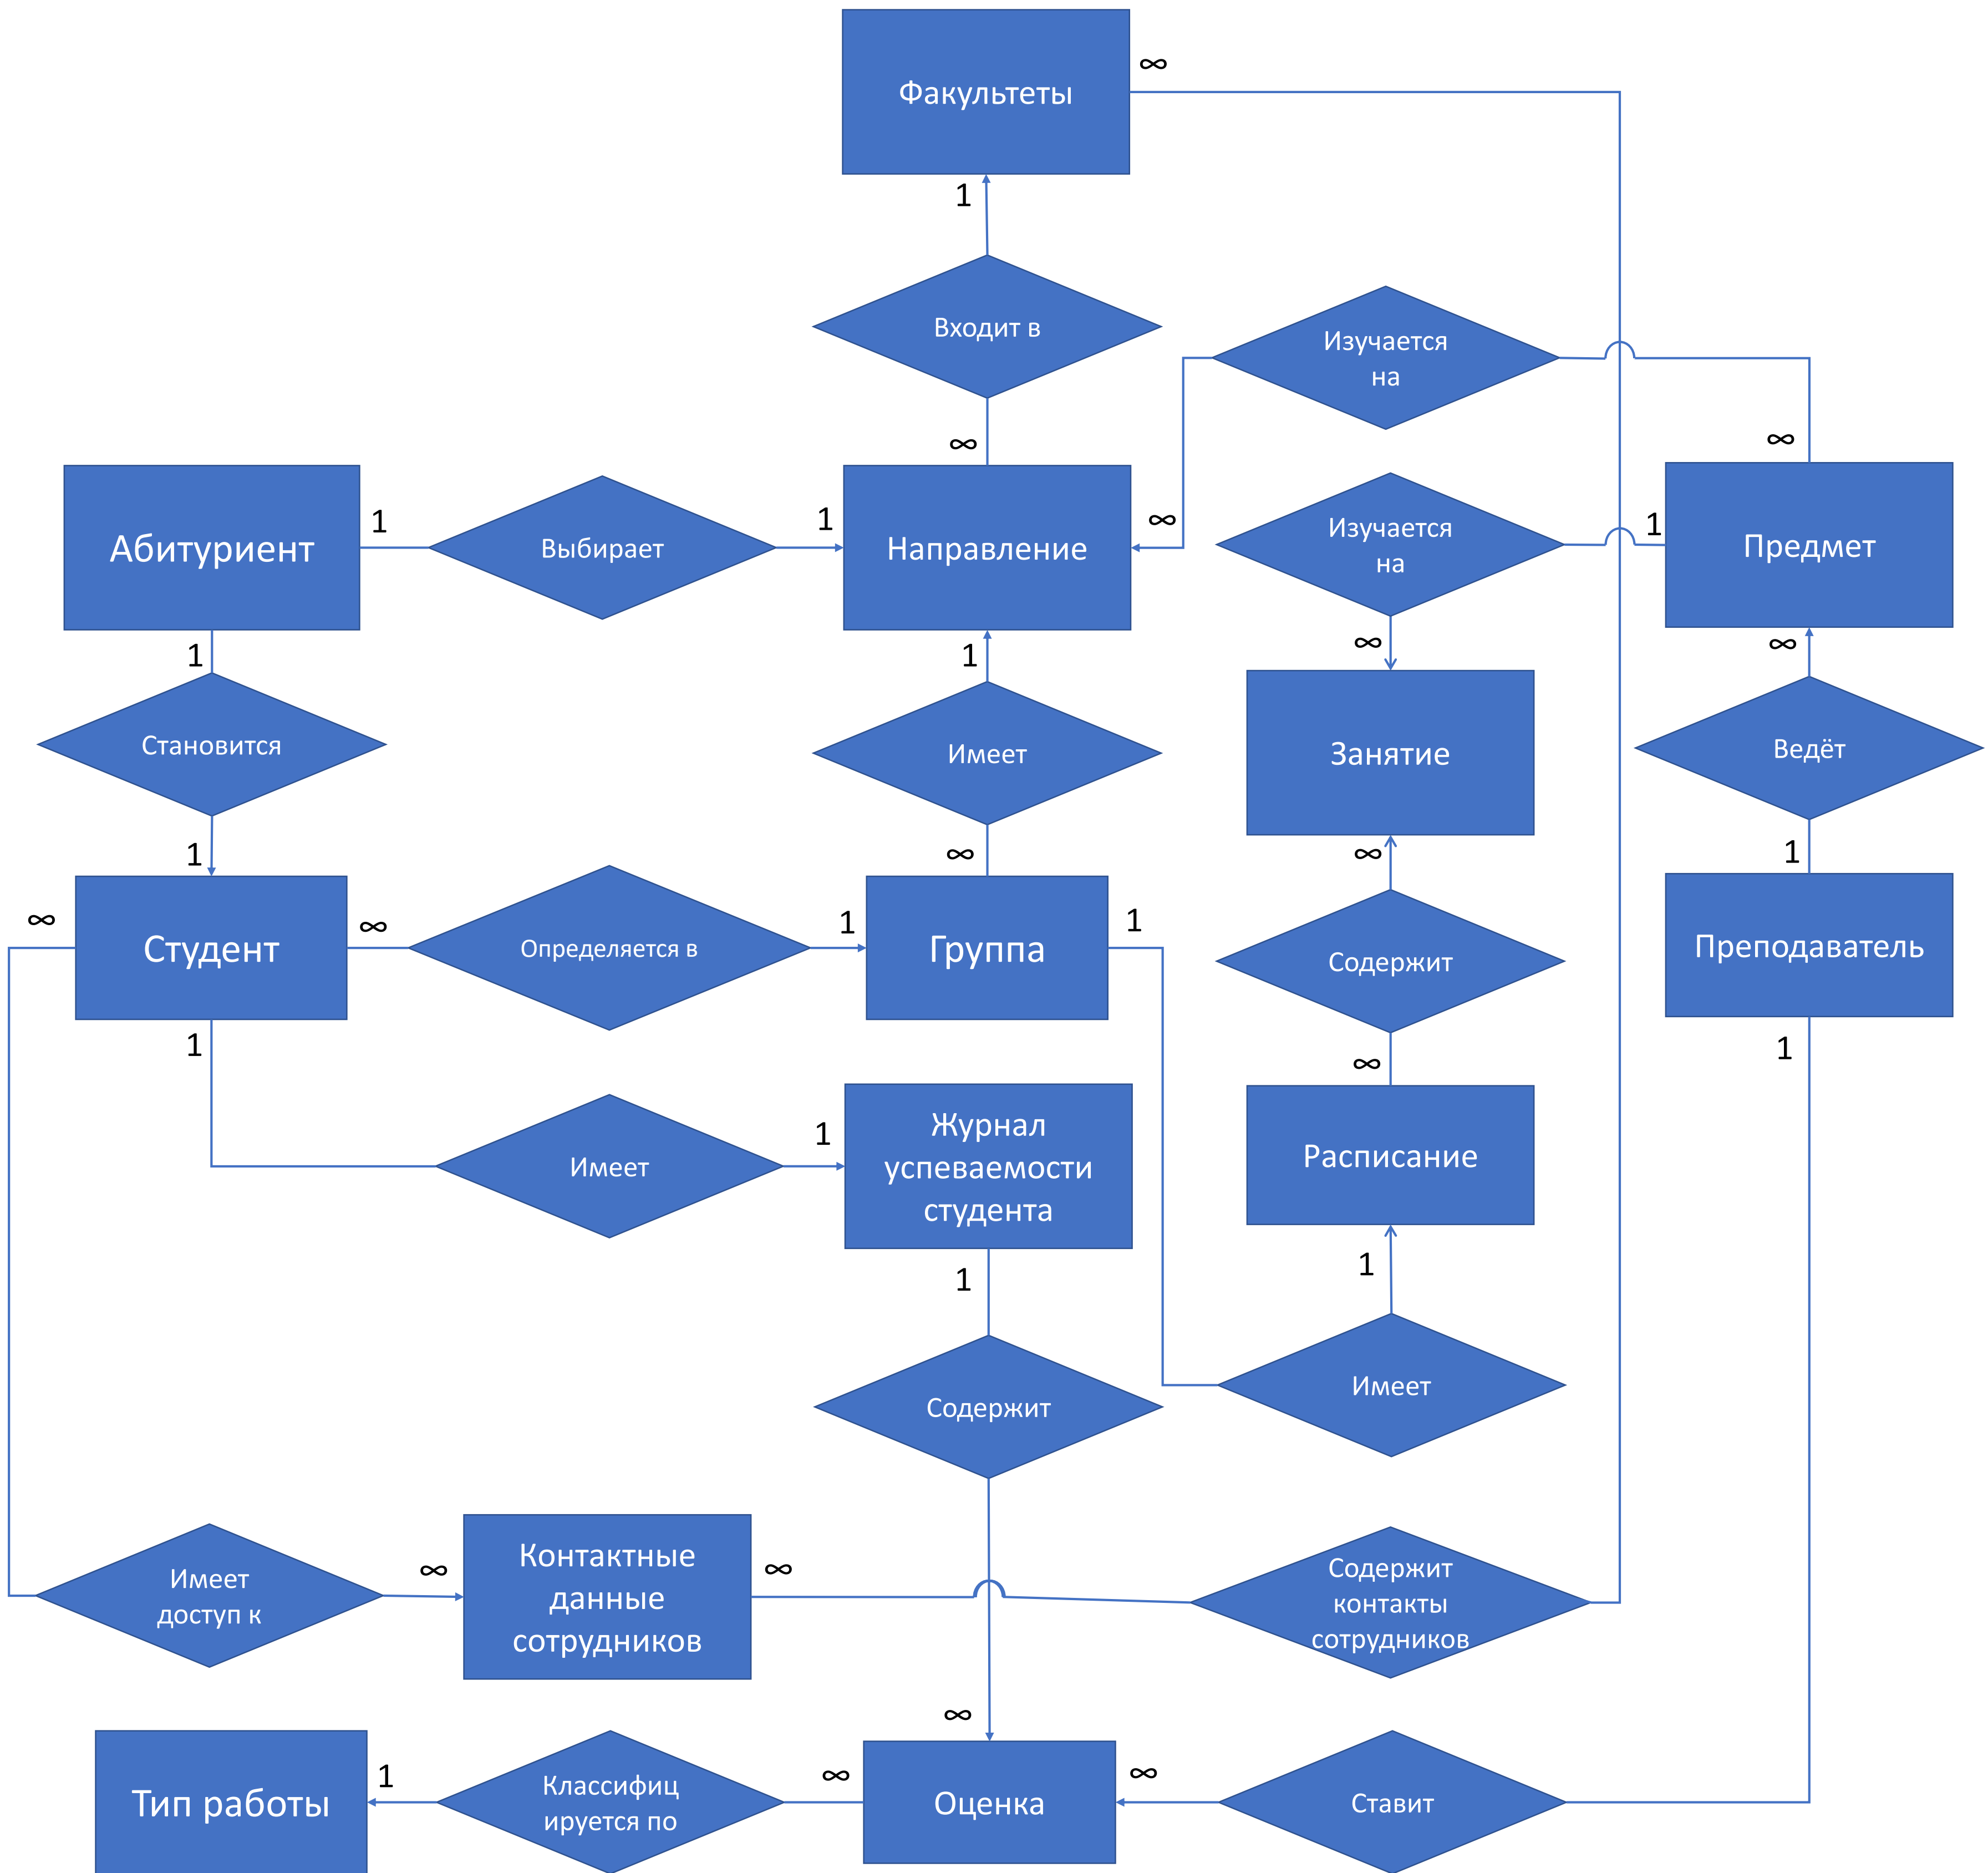 Факультеты
∞
1
Входит в
Изучается
на
∞
∞
Абитуриент
1
Выбирает
1
Направление
∞
Изучается
на
1
Предмет
1
1
∞
∞
Становится
Имеет
Занятие
Ведёт
1
∞
∞
1
∞
Студент
∞
Определяется в
1
Группа
1
Содержит
Преподаватель
1
∞
1
Имеет
1
Журнал
успеваемости
студента
Расписание
1
1
Содержит
Имеет
Имеет
доступ к
∞
Контактные
данные
сотрудников
∞
Содержит
контакты
сотрудников
∞
Тип работы
1
Классифиц
ируется по
∞
Оценка
∞
Ставит